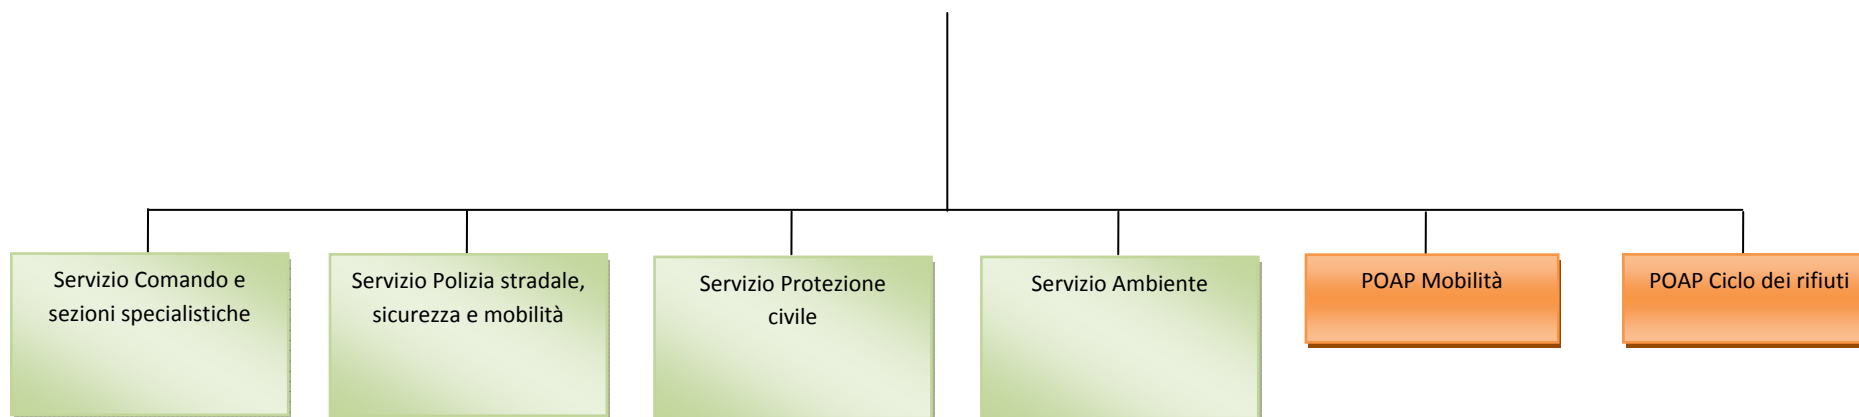 Servizio Comando e
sezioni specialistiche
Servizio Polizia stradale,
sicurezza e mobilità
Servizio Protezione
civile
Servizio Ambiente
POAP Mobilità
POAP Ciclo dei rifiuti